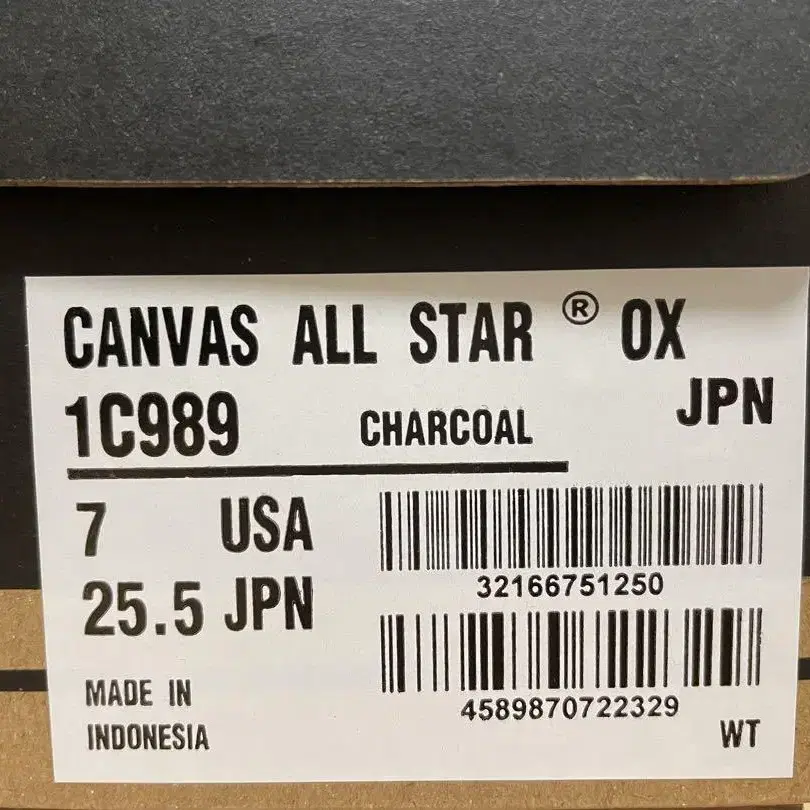 CANVAS ALL STAR ® OX
1C989 CHARCOAL JPN
7 USA
25.5 JPN
32166751250
MADE IN
INDONESIA
4589870722329
WT